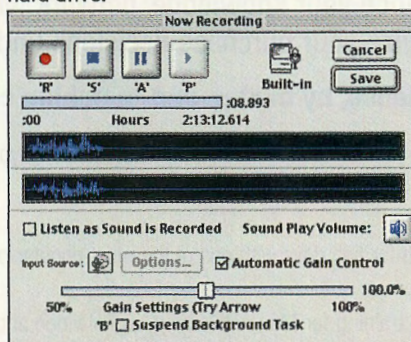 hard drive.
Now Recording
Cancel
Save
'R' 'S' 'A' 'P'
Built-in
:08.893
:00 Hours 2:13:12.614
Listen as Sound is Recorded Sound Play Volume:
Input Source: Options... Automatic Gain Control
100.0%
50% Gain Settings (Try Arrow 100%
'B' Suspend Background Task